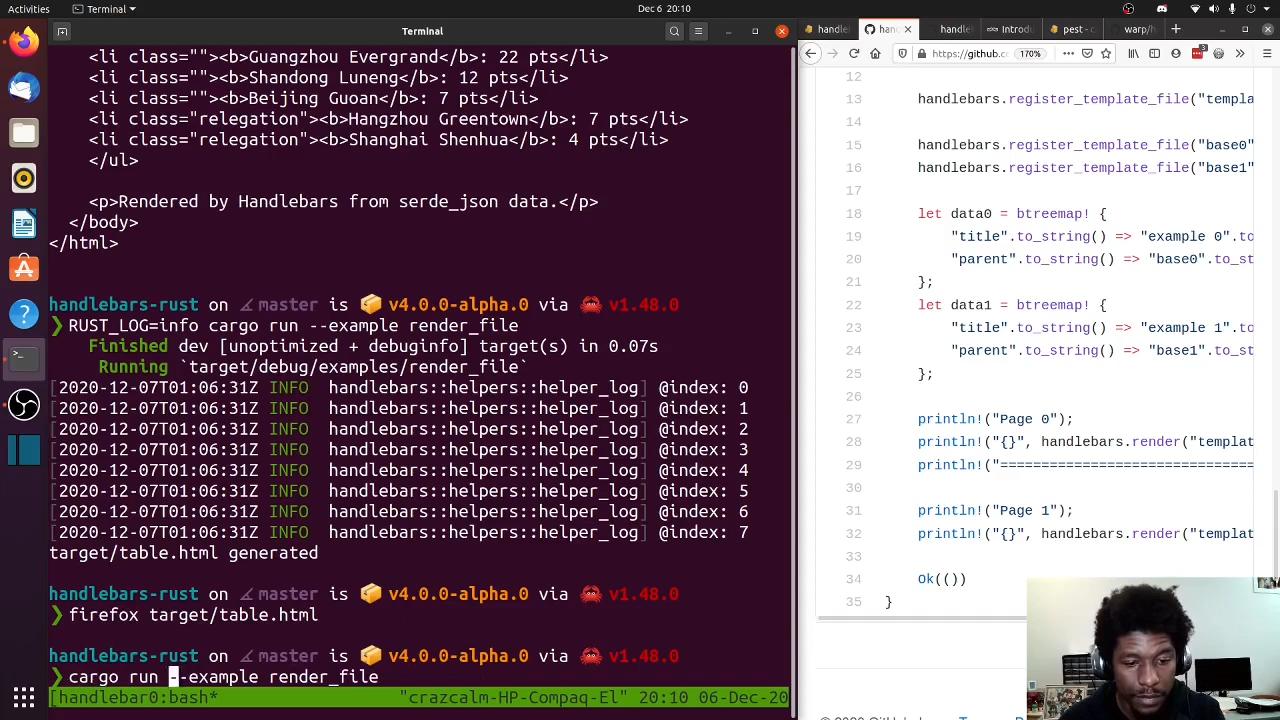 Activities
Terminal
Dec 6 20:10
Terminal
<li class=""><b>Guangzhou Evergrand</b>: 22 pts</li>
<li class=""><b>Shandong Luneng</b>: 12 pts</li>
<li class=""><b>Beijing Guoan</b>: 7 pts</li>
<li class="relegation"><b>Hangzhou Greentown</b>: 7 pts</li>
<li class="relegation"><b>Shanghai Shenhua</b>: 4 pts</li>
</ul>
<p>Rendered by Handlebars from serde_json data.</p>
</body>
</html>
handlebars-rust on master is 📦 v4.0.0-alpha.0 via 🦀 v1.48.0
❯ RUST_LOG=info cargo run --example render_file
Finished dev [unoptimized + debuginfo] target(s) in 0.07s
Running `target/debug/examples/render_file`
[2020-12-07T01:06:31Z INFO handlebars::helpers::helper_log] @index: 0
[2020-12-07T01:06:31Z INFO handlebars::helpers::helper_log] @index: 1
[2020-12-07T01:06:31Z INFO handlebars::helpers::helper_log] @index: 2
[2020-12-07T01:06:31Z INFO handlebars::helpers::helper_log] @index: 3
[2020-12-07T01:06:31Z INFO handlebars::helpers::helper_log] @index: 4
[2020-12-07T01:06:31Z INFO handlebars::helpers::helper_log] @index: 5
[2020-12-07T01:06:31Z INFO handlebars::helpers::helper_log] @index: 6
[2020-12-07T01:06:31Z INFO handlebars::helpers::helper_log] @index: 7
target/table.html generated
handlebars-rust on master is 📦 v4.0.0-alpha.0 via 🦀 v1.48.0
❯ firefox target/table.html
handlebars-rust on master is 📦 v4.0.0-alpha.0 via 🦀 v1.48.0
❯ cargo run --example render_file
[handlebar0:bash* "crazcalm-HP-Compaq-El" 20:10 06-Dec-20
handlebar hand handle Introdu pest - warp/h
https://github.c 170%
12
13 handlebars.register_template_file("templa
14
15 handlebars.register_template_file("base0"
16 handlebars.register_template_file("base1"
17
18 let data0 = btreemap! {
19 "title".to_string() => "example 0".to
20 "parent".to_string() => "base0".to_st
21 };
22 let data1 = btreemap! {
23 "title".to_string() => "example 1".to
24 "parent".to_string() => "base1".to_st
25 };
26
27 println!("Page 0");
28 println!("{}", handlebars.render("templat
29 println!("===============================
30
31 println!("Page 1");
32 println!("{}", handlebars.render("templat
33
34 Ok(())
35 }